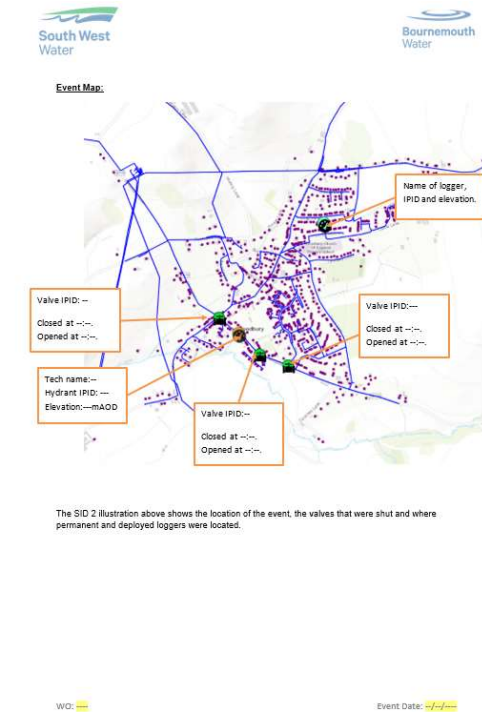 South West
Water
Bournemouth
Water
Event Map:
Name of logger,
IPID and elevation.
Valve IPID: --
Closed at --:--.
Opened at --:--.
Valve IPID:---
Closed at --:--.
Opened at --:--.
Tech name:--
Hydrant IPID: ---
Elevation:---mAOD
Valve IPID:--
Closed at --:--.
Opened at --:--.
The SID 2 illustration above shows the location of the event, the valves that were shut and where
permanent and deployed loggers were located.
WO: ----
Event Date: --/--/----